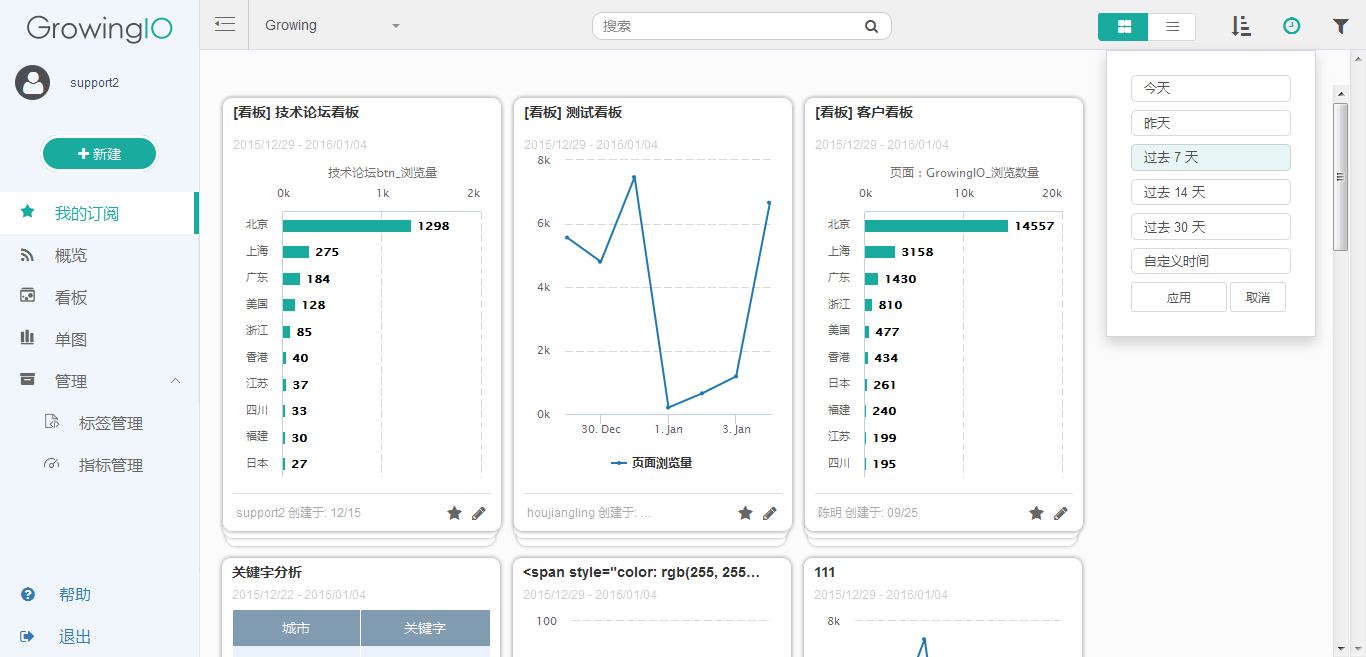 GrowingIO
support2
新建
我的订阅
概览
看板
单图
管理
标签管理
指标管理
帮助
退出
Growing
搜索
今天
昨天
过去 7 天
过去 14 天
过去 30 天
自定义时间
应用 取消
[看板] 技术论坛看板
2015/12/29 - 2016/01/04
技术论坛btn_浏览量
0k 1k 2k
北京 1298
上海 275
广东 184
美国 128
浙江 85
香港 40
江苏 37
四川 33
福建 30
日本 27
support2 创建于: 12/15
[看板] 测试看板
2015/12/29 - 2016/01/04
8k
6k
4k
2k
0k
30. Dec 1. Jan 3. Jan
页面浏览量
houjiangling 创建于: ...
[看板] 客户看板
2015/12/29 - 2016/01/04
页面：GrowingIO_浏览数量
0k 10k 20k
北京 14557
上海 3158
广东 1430
浙江 810
美国 477
香港 434
日本 261
福建 240
江苏 199
四川 195
陈明 创建于: 09/25
关键字分析
2015/12/22 - 2016/01/04
城市 关键字
<span style="color: rgb(255, 255...
2015/12/29 - 2016/01/04
100
111
2015/12/29 - 2016/01/04
8k